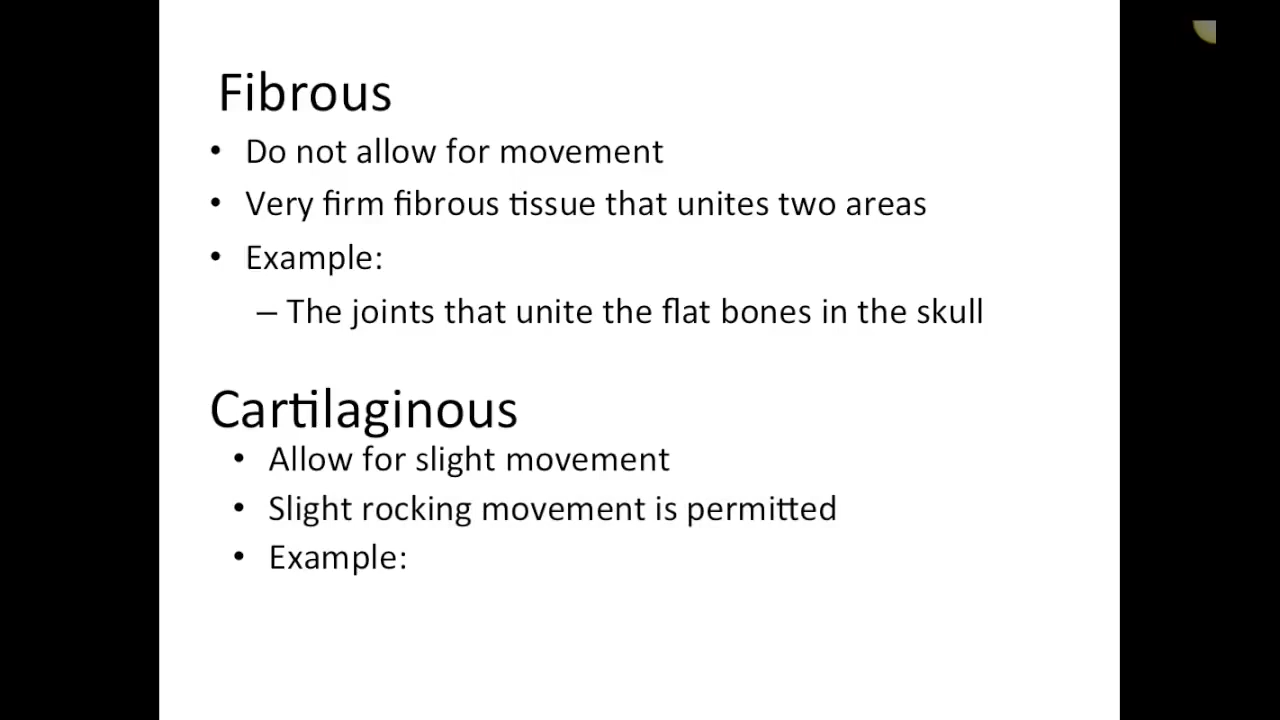 Fibrous
• Do not allow for movement
• Very firm fibrous tissue that unites two areas
• Example:
– The joints that unite the flat bones in the skull
Cartilaginous
• Allow for slight movement
• Slight rocking movement is permitted
• Example: